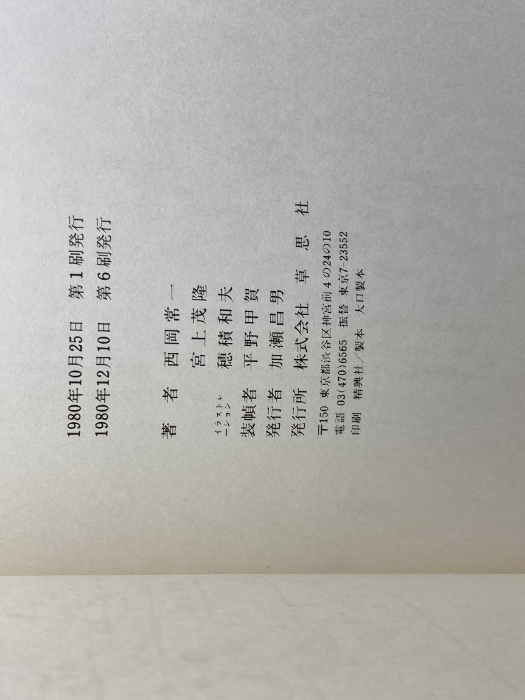 1980年10月25日　第1刷発行
1980年12月10日　第6刷発行
著　者　西岡常一
宮上茂隆
イラストレーション　穂積和夫
装幀者　平野甲賀
発行者　加瀬昌男
発行所　株式会社　草思社
〒150　東京都渋谷区神宮前4の24の10
電話　03(470)6565　振替　東京7-23552
印刷　精興社／製本　大口製本